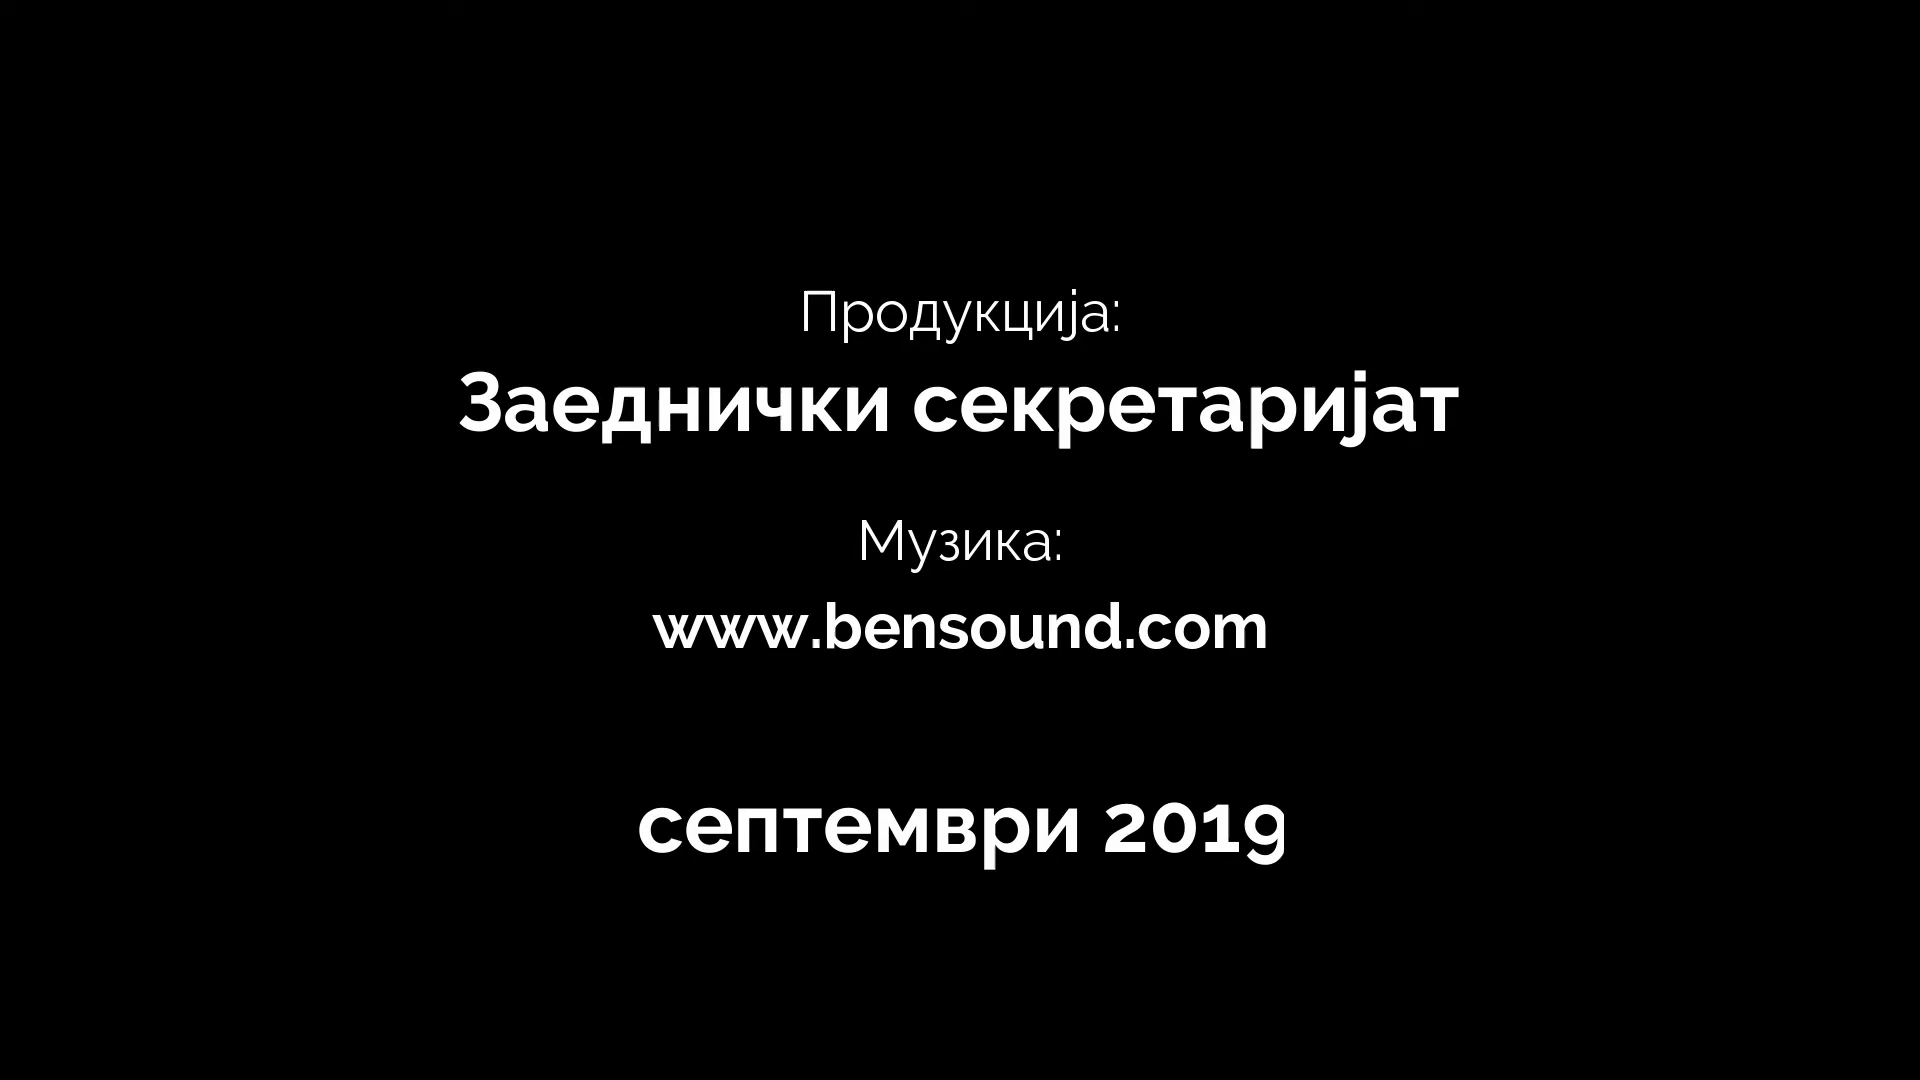 Продукција:
Заеднички секретаријат
Музика:
www.bensound.com
септември 2019